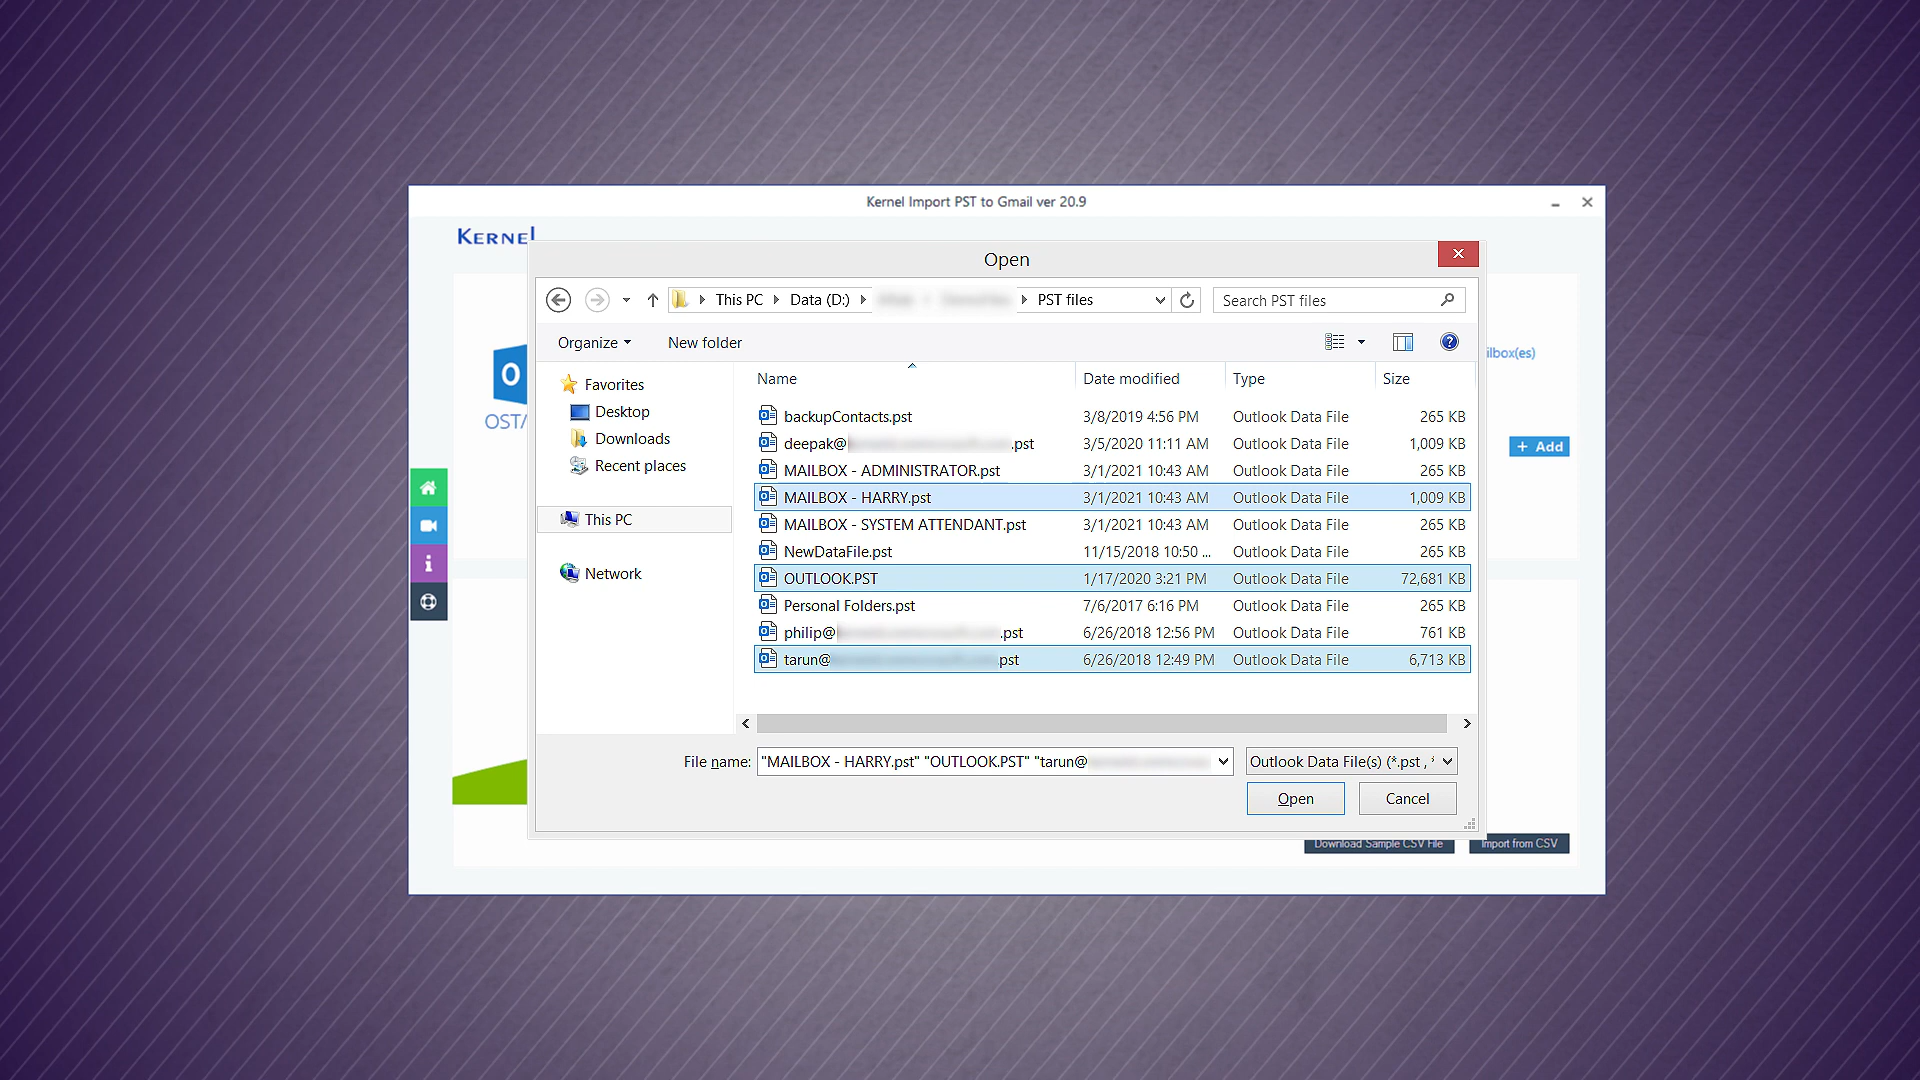 Kernel Import PST to Gmail ver 20.9
KERNEL
Open
This PC Data (D:) PST files
Search PST files
Organize New folder
ilbox(es)
Name Date modified Type Size
Favorites
Desktop
Downloads
Recent places
This PC
Network
OST/
backupContacts.pst 3/8/2019 4:56 PM Outlook Data File 265 KB
deepak@ .pst 3/5/2020 11:11 AM Outlook Data File 1,009 KB
MAILBOX - ADMINISTRATOR.pst 3/1/2021 10:43 AM Outlook Data File 265 KB
MAILBOX - HARRY.pst 3/1/2021 10:43 AM Outlook Data File 1,009 KB
MAILBOX - SYSTEM ATTENDANT.pst 3/1/2021 10:43 AM Outlook Data File 265 KB
NewDataFile.pst 11/15/2018 10:50 ... Outlook Data File 265 KB
OUTLOOK.PST 1/17/2020 3:21 PM Outlook Data File 72,681 KB
Personal Folders.pst 7/6/2017 6:16 PM Outlook Data File 265 KB
philip@ .pst 6/26/2018 12:56 PM Outlook Data File 761 KB
tarun@ .pst 6/26/2018 12:49 PM Outlook Data File 6,713 KB
+ Add
File name: "MAILBOX - HARRY.pst" "OUTLOOK.PST" "tarun@
Outlook Data File(s) (*.pst , *
Open Cancel
Download Sample CSV File Import from CSV